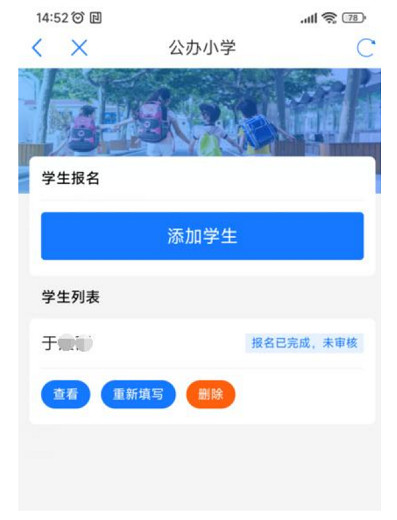 14:52
78
公办小学
学生报名
添加学生
学生列表
于
报名已完成，未审核
查看
重新填写
删除